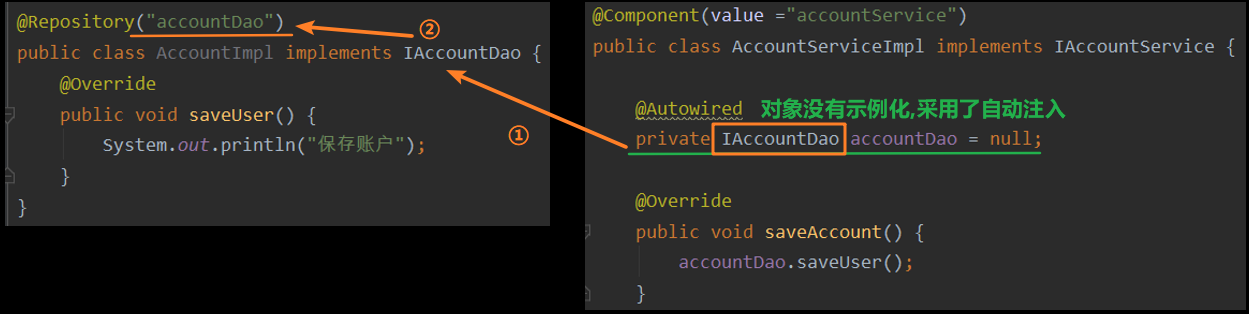 @Repository("accountDao")
②
public class AccountImpl implements IAccountDao {
@Override
public void saveUser() {
①
System.out.println("保存账户");
}
}
@Component(value ="accountService")
public class AccountServiceImpl implements IAccountService {
@Autowired 对象没有示例化,采用了自动注入
private IAccountDao accountDao = null;
@Override
public void saveAccount() {
accountDao.saveUser();
}